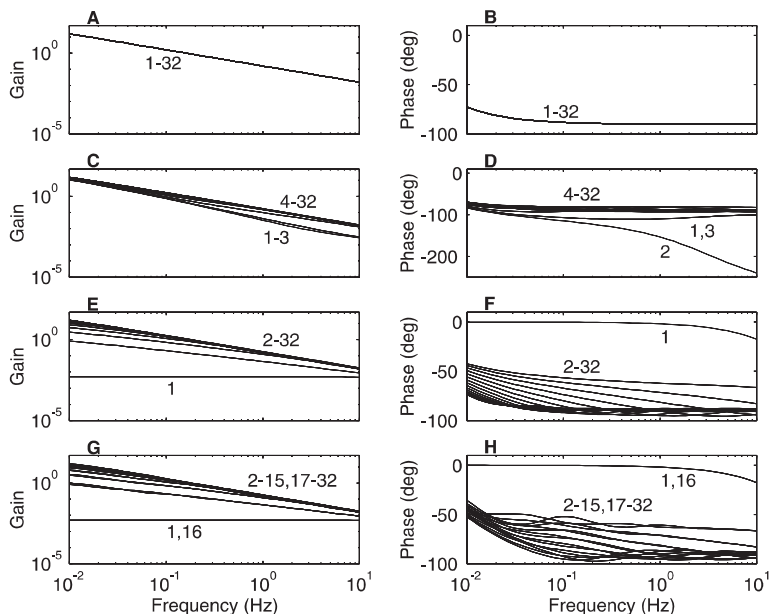 A
B
10^0
10^-5
Gain
1-32
0
-50
-100
Phase (deg)
1-32
C
D
10^0
10^-5
Gain
4-32
1-3
0
-100
-200
Phase (deg)
4-32
1,3
2
E
F
10^0
10^-5
Gain
2-32
1
0
-50
-100
Phase (deg)
1
2-32
G
H
10^0
10^-5
Gain
2-15,17-32
1,16
0
-50
-100
Phase (deg)
1,16
2-15,17-32
10^-2 10^-1 10^0 10^1
Frequency (Hz)
10^-2 10^-1 10^0 10^1
Frequency (Hz)